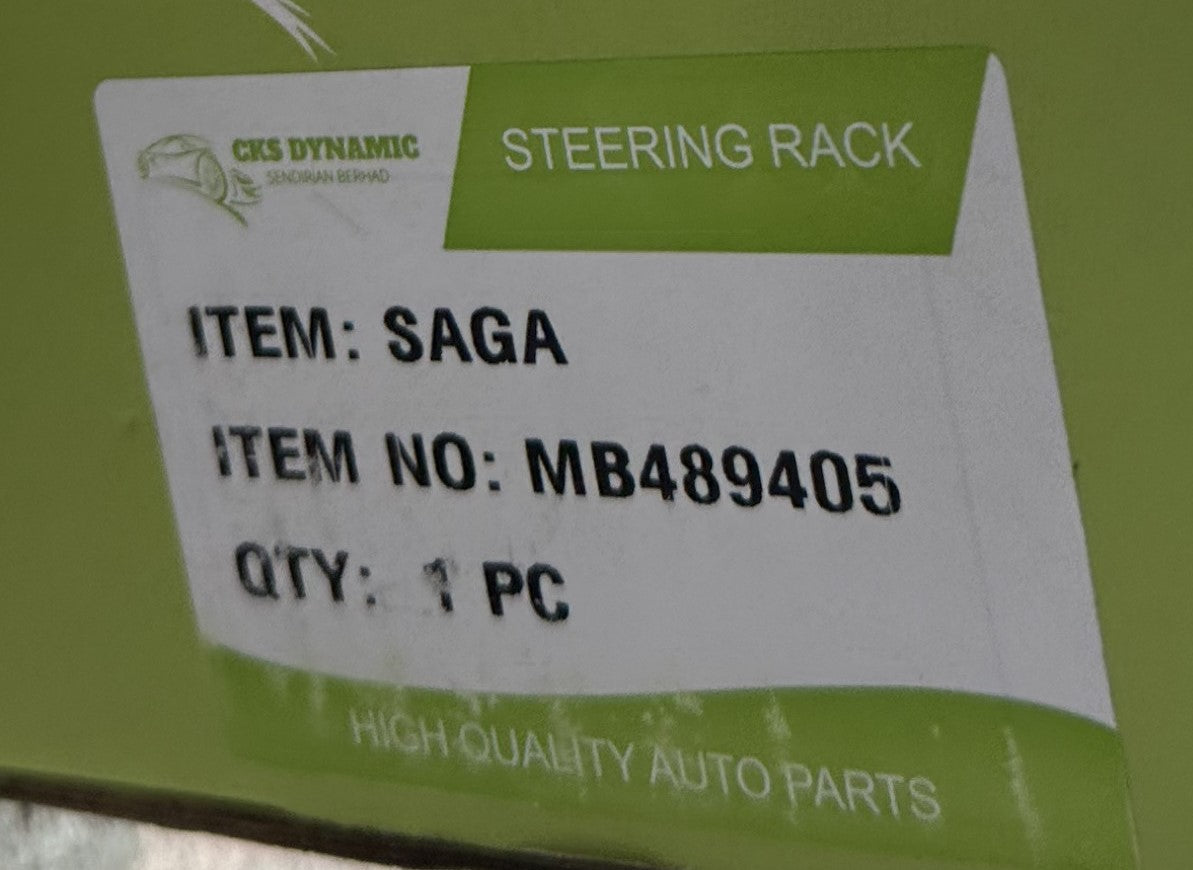 CKS DYNAMIC
SENDIRIAN BERHAD
STEERING RACK
ITEM: SAGA
ITEM NO: MB489405
QTY: 1 PC
HIGH QUALITY AUTO PARTS